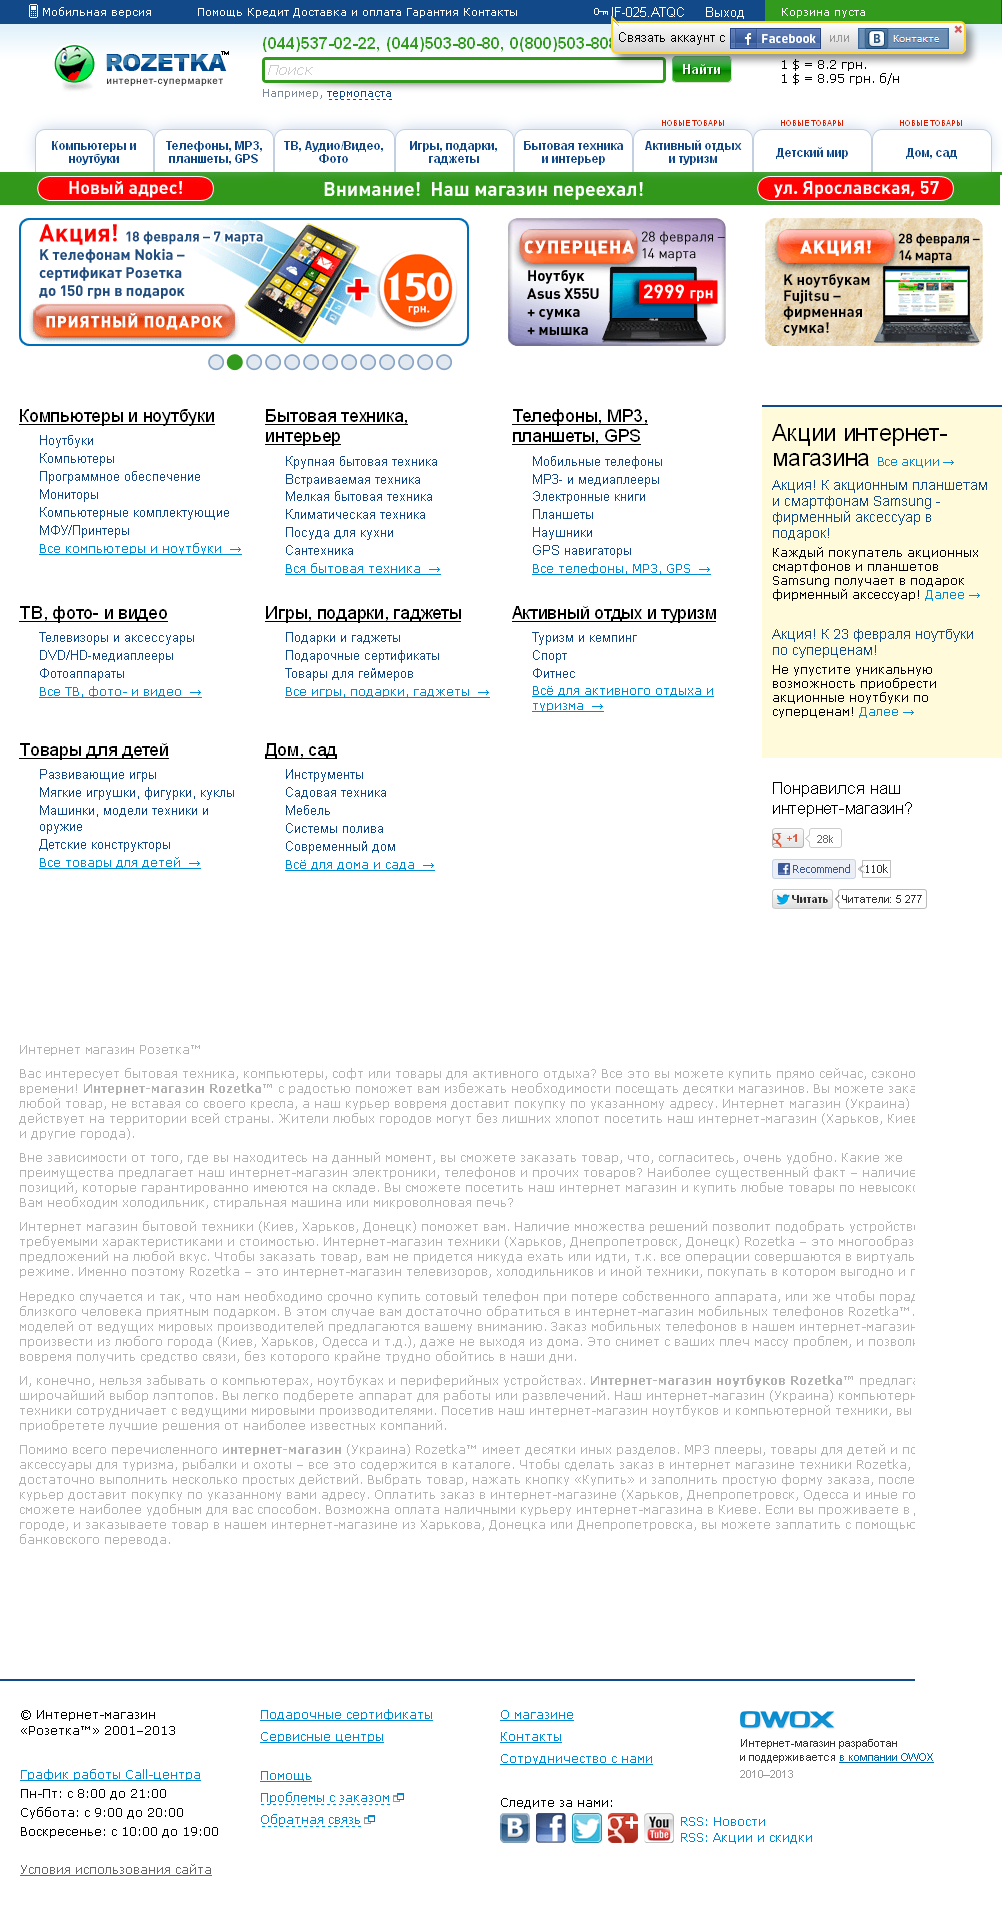 Мобильная версия
Помощь Кредит Доставка и оплата Гарантия Контакты
IF-025.ATQC
Выход
Корзина пуста
Связать аккаунт с Facebook или В Контакте
ROZETKA™
интернет-супермаркет
(044)537-02-22, (044)503-80-80, 0(800)503-808
Поиск
Найти
Например, термопаста
1 $ = 8.2 грн.
1 $ = 8.95 грн. б/н
НОВЫЕ ТОВАРЫ
НОВЫЕ ТОВАРЫ
НОВЫЕ ТОВАРЫ
Компьютеры и ноутбуки
Телефоны, MP3, планшеты, GPS
ТВ, Аудио/Видео, Фото
Игры, подарки, гаджеты
Бытовая техника и интерьер
Активный отдых и туризм
Детский мир
Дом, сад
Новый адрес!
Внимание! Наш магазин переехал!
ул. Ярославская, 57
Акция! 18 февраля – 7 марта
К телефонам Nokia –
сертификат Розетка
до 150 грн в подарок
ПРИЯТНЫЙ ПОДАРОК
+ 150 грн.
СУПЕРЦЕНА
28 февраля –
14 марта
Ноутбук
Asus X55U
+ сумка
+ мышка
2999 грн
АКЦИЯ!
28 февраля –
14 марта
К ноутбукам
Fujitsu –
фирменная
сумка!
Компьютеры и ноутбуки
Ноутбуки
Компьютеры
Программное обеспечение
Мониторы
Компьютерные комплектующие
МФУ/Принтеры
Все компьютеры и ноутбуки →
Бытовая техника,
интерьер
Крупная бытовая техника
Встраиваемая техника
Мелкая бытовая техника
Климатическая техника
Посуда для кухни
Сантехника
Вся бытовая техника →
Телефоны, MP3,
планшеты, GPS
Мобильные телефоны
MP3- и медиаплееры
Электронные книги
Планшеты
Наушники
GPS навигаторы
Все телефоны, MP3, GPS →
ТВ, фото- и видео
Телевизоры и аксессуары
DVD/HD-медиаплееры
Фотоаппараты
Все ТВ, фото- и видео →
Игры, подарки, гаджеты
Подарки и гаджеты
Подарочные сертификаты
Товары для геймеров
Все игры, подарки, гаджеты →
Активный отдых и туризм
Туризм и кемпинг
Спорт
Фитнес
Всё для активного отдыха и
туризма →
Товары для детей
Развивающие игры
Мягкие игрушки, фигурки, куклы
Машинки, модели техники и
оружие
Детские конструкторы
Все товары для детей →
Дом, сад
Инструменты
Садовая техника
Мебель
Системы полива
Современный дом
Всё для дома и сада →
Акции интернет-
магазина Все акции →
Акция! К акционным планшетам
и смартфонам Samsung -
фирменный аксессуар в
подарок!
Каждый покупатель акционных
смартфонов и планшетов
Samsung получает в подарок
фирменный аксессуар! Далее →
Акция! К 23 февраля ноутбуки
по суперценам!
Не упустите уникальную
возможность приобрести
акционные ноутбуки по
суперценам! Далее →
Понравился наш
интернет-магазин?
g +1 28k
Recommend 110k
Читать Читатели: 5 277
Интернет магазин Розетка™
Вас интересует бытовая техника, компьютеры, софт или товары для активного отдыха? Все это вы можете купить прямо сейчас, сэконо
времени! Интернет-магазин Rozetka™ с радостью поможет вам избежать необходимости посещать десятки магазинов. Вы можете зака
любой товар, не вставая со своего кресла, а наш курьер вовремя доставит покупку по указанному адресу. Интернет магазин (Украина)
действует на территории всей страны. Жители любых городов могут без лишних хлопот посетить наш интернет-магазин (Харьков, Киев
и другие города).
Вне зависимости от того, где вы находитесь на данный момент, вы сможете заказать товар, что, согласитесь, очень удобно. Какие же
преимущества предлагает наш интернет-магазин электроники, телефонов и прочих товаров? Наиболее существенный факт – наличие
позиций, которые гарантированно имеются на складе. Вы сможете посетить наш интернет магазин и купить любые товары по невысоко
Вам необходим холодильник, стиральная машина или микроволновая печь?
Интернет магазин бытовой техники (Киев, Харьков, Донецк) поможет вам. Наличие множества решений позволит подобрать устройство
требуемыми характеристиками и стоимостью. Интернет-магазин техники (Харьков, Днепропетровск, Донецк) Rozetka – это многообраз
предложений на любой вкус. Чтобы заказать товар, вам не придется никуда ехать или идти, т.к. все операции совершаются в виртуаль
режиме. Именно поэтому Rozetka – это интернет-магазин телевизоров, холодильников и иной техники, покупать в котором выгодно и п
Нередко случается и так, что нам необходимо срочно купить сотовый телефон при потере собственного аппарата, или же чтобы порад
близкого человека приятным подарком. В этом случае вам достаточно обратиться в интернет-магазин мобильных телефонов Rozetka™.
моделей от ведущих мировых производителей предлагаются вашему вниманию. Заказ мобильных телефонов в нашем интернет-магазин
произвести из любого города (Киев, Харьков, Одесса и т.д.), даже не выходя из дома. Это снимет с ваших плеч массу проблем, и позволи
вовремя получить средство связи, без которого крайне трудно обойтись в наши дни.
И, конечно, нельзя забывать о компьютерах, ноутбуках и периферийных устройствах. Интернет-магазин ноутбуков Rozetka™ предлага
широчайший выбор лэптопов. Вы легко подберете аппарат для работы или развлечений. Наш интернет-магазин (Украина) компьютерн
техники сотрудничает с ведущими мировыми производителями. Посетив наш интернет-магазин ноутбуков и компьютерной техники, вы
приобретете лучшие решения от наиболее известных компаний.
Помимо всего перечисленного интернет-магазин (Украина) Rozetka™ имеет десятки иных разделов. MP3 плееры, товары для детей и по
аксессуары для туризма, рыбалки и охоты – все это содержится в каталоге. Чтобы сделать заказ в интернет магазине техники Rozetka,
достаточно выполнить несколько простых действий. Выбрать товар, нажать кнопку «Купить» и заполнить простую форму заказа, после
курьер доставит покупку по указанному вами адресу. Оплатить заказ в интернет-магазине (Харьков, Днепропетровск, Одесса и иные го
сможете наиболее удобным для вас способом. Возможна оплата наличными курьеру интернет-магазина в Киеве. Если вы проживаете в
городе, и заказываете товар в нашем интернет-магазине из Харькова, Донецка или Днепропетровска, вы можете заплатить с помощью
банковского перевода.
© Интернет-магазин
«Розетка™» 2001–2013
График работы Call-центра
Пн-Пт: с 8:00 до 21:00
Суббота: с 9:00 до 20:00
Воскресенье: с 10:00 до 19:00
Условия использования сайта
Подарочные сертификаты
Сервисные центры
Помощь
Проблемы с заказом
Обратная связь
О магазине
Контакты
Сотрудничество с нами
Следите за нами:
You Tube
RSS: Новости
RSS: Акции и скидки
OWOX
Интернет-магазин разработан
и поддерживается в компании OWOX
2010–2013